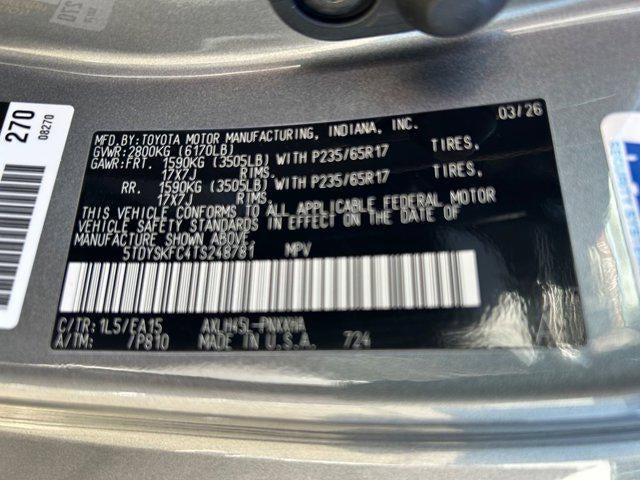 270
08270
03/26
MFD.BY:TOYOTA MOTOR MANUFACTURING, INDIANA, INC.
GVWR:2800KG (6170LB)
GAWR:FRT. 1590KG (3505LB) WITH P235/65R17 TIRES,
17X7J RIMS.
RR. 1590KG (3505LB) WITH P235/65R17 TIRES,
17X7J RIMS.
THIS VEHICLE CONFORMS TO ALL APPLICABLE FEDERAL MOTOR
VEHICLE SAFETY STANDARDS IN EFFECT ON THE DATE OF
MANUFACTURE SHOWN ABOVE.
5TDYSKFC4TS248781 MPV
C/TR:1L5/EA15 AXLH45L-PNXXHA
A/TM: /P810 MADE IN U.S.A. 724
A